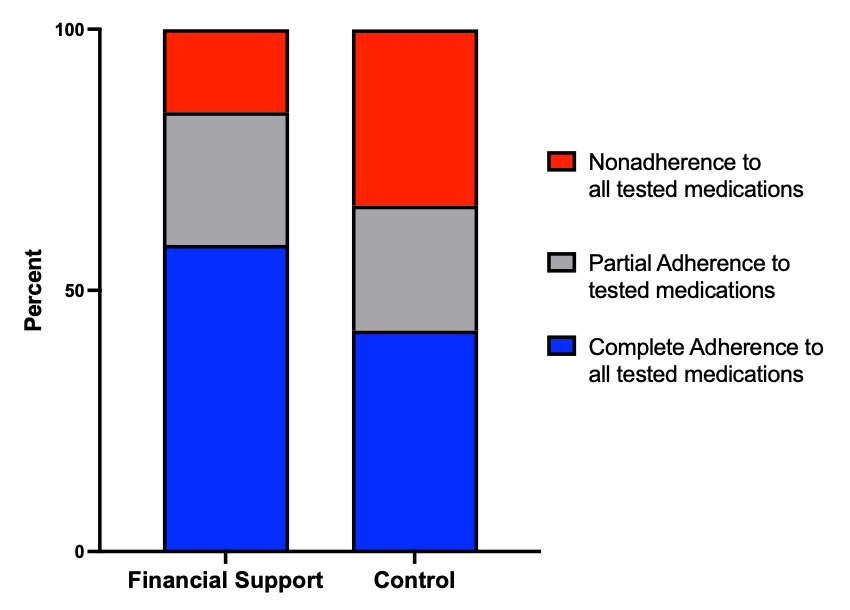 100
50
0
Percent
Financial Support
Control
Nonadherence to
all tested medications
Partial Adherence to
tested medications
Complete Adherence to
all tested medications